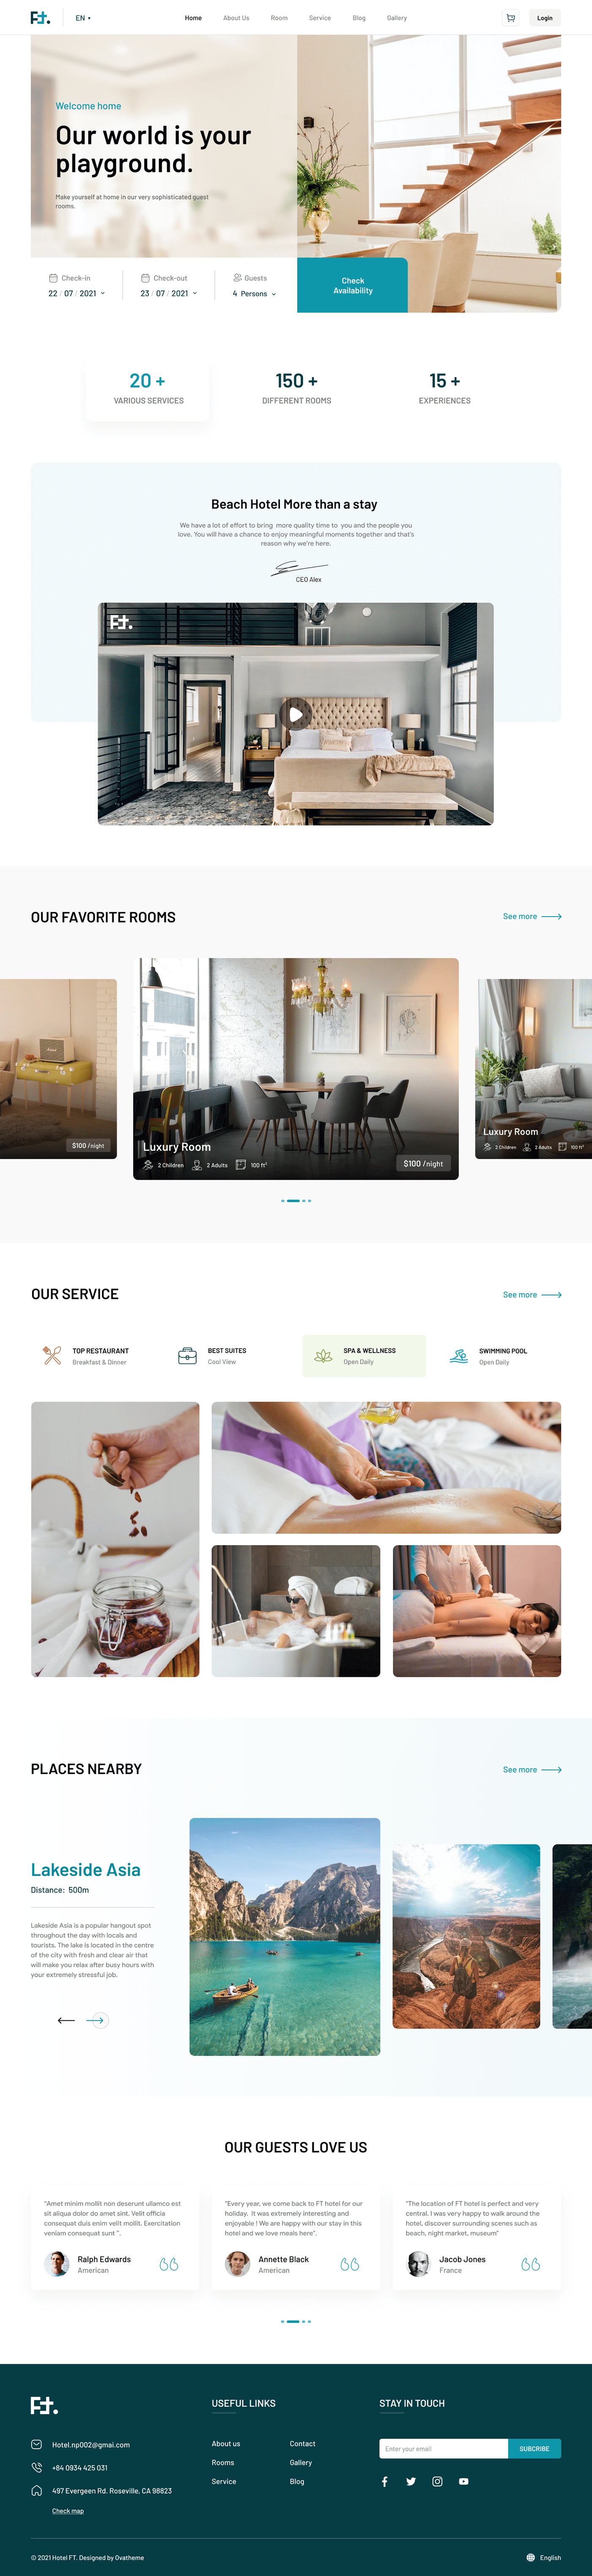 Ft.
EN
Home
About Us
Room
Service
Blog
Gallery
Login
Welcome home
Our world is your
playground.
Make yourself at home in our very sophisticated guest
rooms.
Check-in
22 / 07 / 2021
Check-out
23 / 07 / 2021
Guests
4 Persons
Check
Availability
20 +
VARIOUS SERVICES
150 +
DIFFERENT ROOMS
15 +
EXPERIENCES
Beach Hotel More than a stay
We have a lot of effort to bring more quality time to you and the people you
love. You will have a chance to enjoy meaningful moments together and that's
reason why we're here.
CEO Alex
Ft.
OUR FAVORITE ROOMS
See more
$100 /night
Luxury Room
2 Children
2 Adults
100 ft²
$100 /night
Luxury Room
2 Children
2 Adults
100 ft²
OUR SERVICE
See more
TOP RESTAURANT
Breakfast & Dinner
BEST SUITES
Cool View
SPA & WELLNESS
Open Daily
SWIMMING POOL
Open Daily
PLACES NEARBY
See more
Lakeside Asia
Distance: 500m
Lakeside Asia is a popular hangout spot
throughout the day with locals and
tourists. The lake is located in the centre
of the city with fresh and clear air that
will make you relax after busy hours with
your extremely stressful job.
OUR GUESTS LOVE US
"Amet minim mollit non deserunt ullamco est
sit aliqua dolor do amet sint. Velit officia
consequat duis enim velit mollit. Exercitation
veniam consequat sunt ".
Ralph Edwards
American
"Every year, we come back to FT hotel for our
holiday. It was extremely interesting and
enjoyable ! We are happy with our stay in this
hotel and we love meals here".
Annette Black
American
"The location of FT hotel is perfect and very
central. I was very happy to walk around the
hotel, discover surrounding scenes such as
beach, night market, museum"
Jacob Jones
France
Ft.
Hotel.np002@gmai.com
+84 0934 425 031
497 Evergeen Rd. Roseville, CA 98823
Check map
USEFUL LINKS
About us
Contact
Rooms
Gallery
Service
Blog
STAY IN TOUCH
Enter your email
SUBCRIBE
© 2021 Hotel FT. Designed by Ovatheme
English